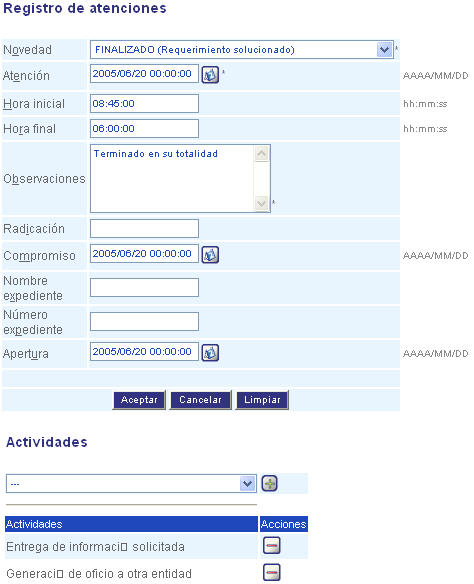 Registro de atenciones
Novedad FINALIZADO (Requerimiento solucionado) *
Atención 2005/06/20 00:00:00 * AAAA/MM/DD
Hora inicial 08:45:00 hh:mm:ss
Hora final 06:00:00 hh:mm:ss
Observaciones Terminado en su totalidad *
Radicación
Compromiso 2005/06/20 00:00:00 AAAA/MM/DD
Nombre
expediente
Número
expediente
Apertura 2005/06/20 00:00:00 AAAA/MM/DD
Aceptar Cancelar Limpiar
Actividades
---
Actividades Acciones
Entrega de informaci▯ solicitada
Generaci▯ de oficio a otra entidad